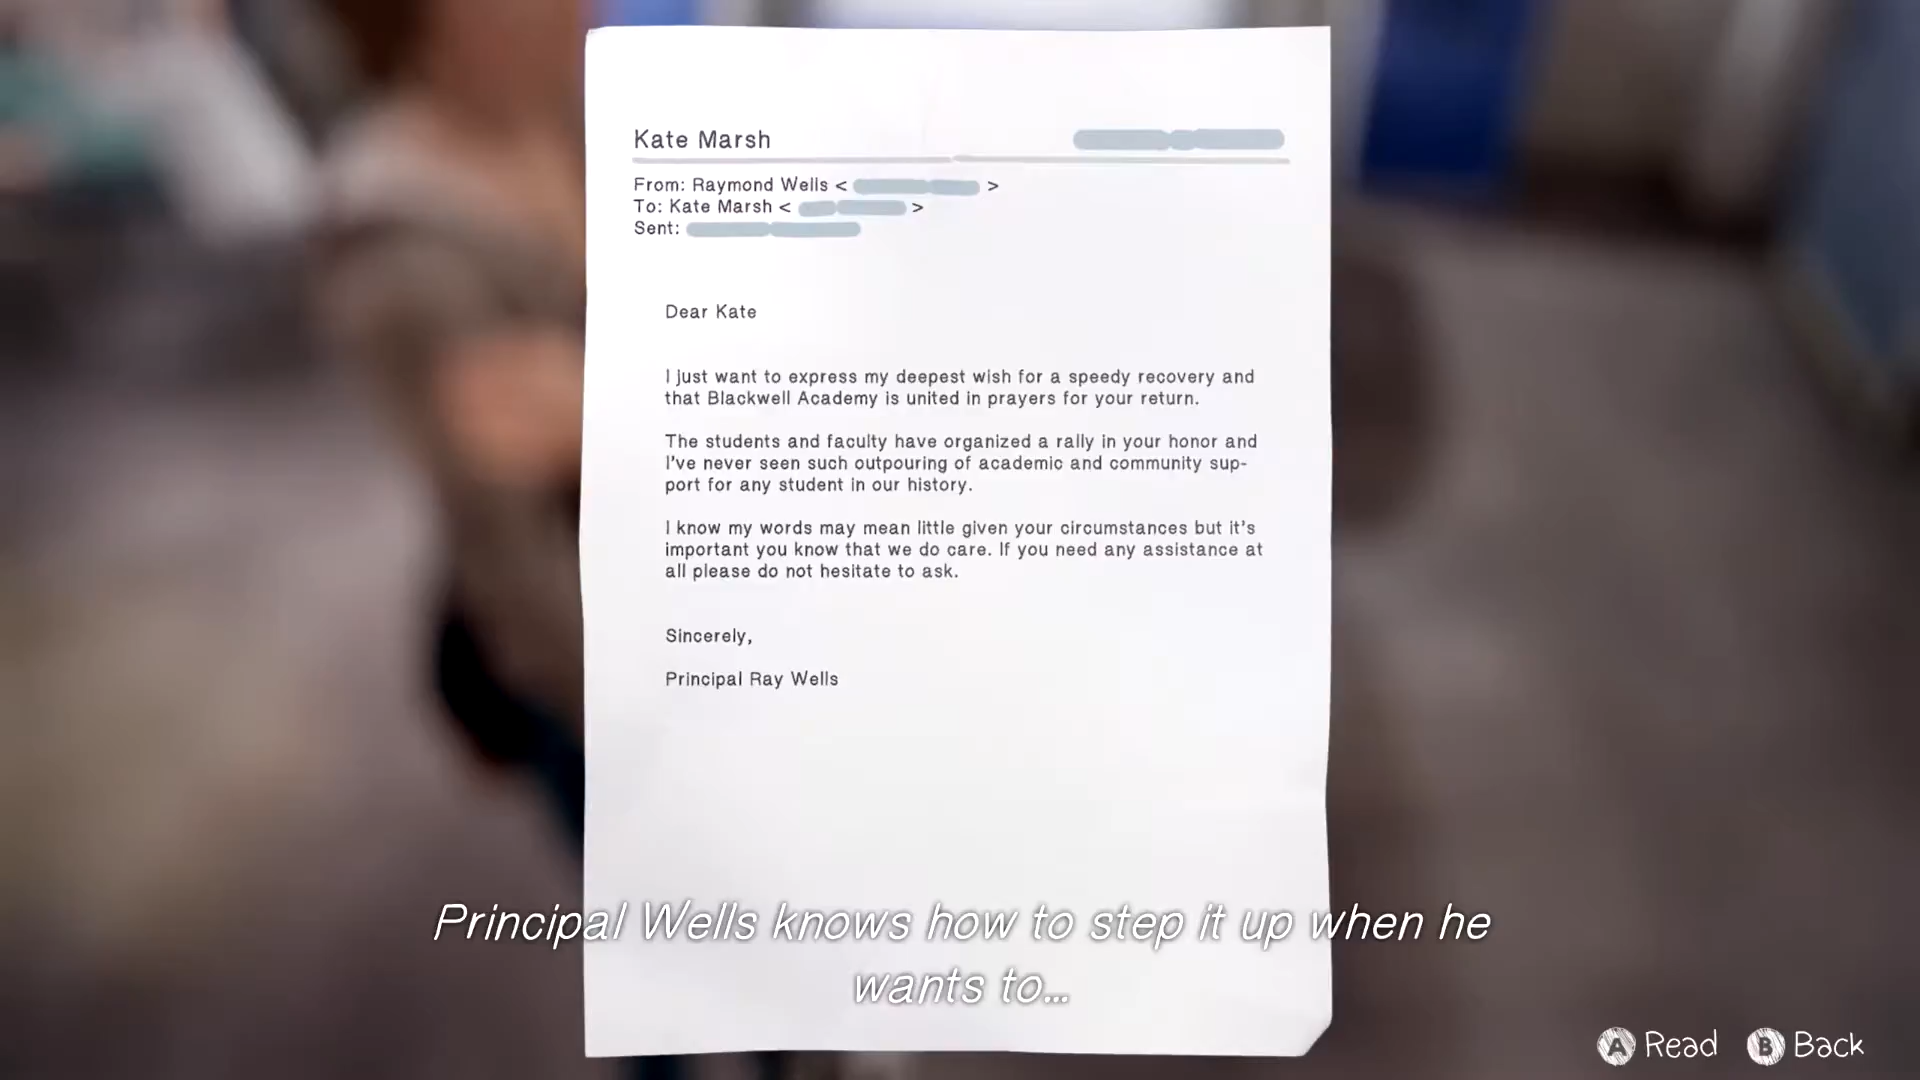 Kate Marsh
From: Raymond Wells < >
To: Kate Marsh < >
Sent:
Dear Kate
I just want to express my deepest wish for a speedy recovery and
that Blackwell Academy is united in prayers for your return.
The students and faculty have organized a rally in your honor and
I've never seen such outpouring of academic and community sup-
port for any student in our history.
I know my words may mean little given your circumstances but it's
important you know that we do care. If you need any assistance at
all please do not hesitate to ask.
Sincerely,
Principal Ray Wells
Principal Wells knows how to step it up when he
wants to...
A Read B Back